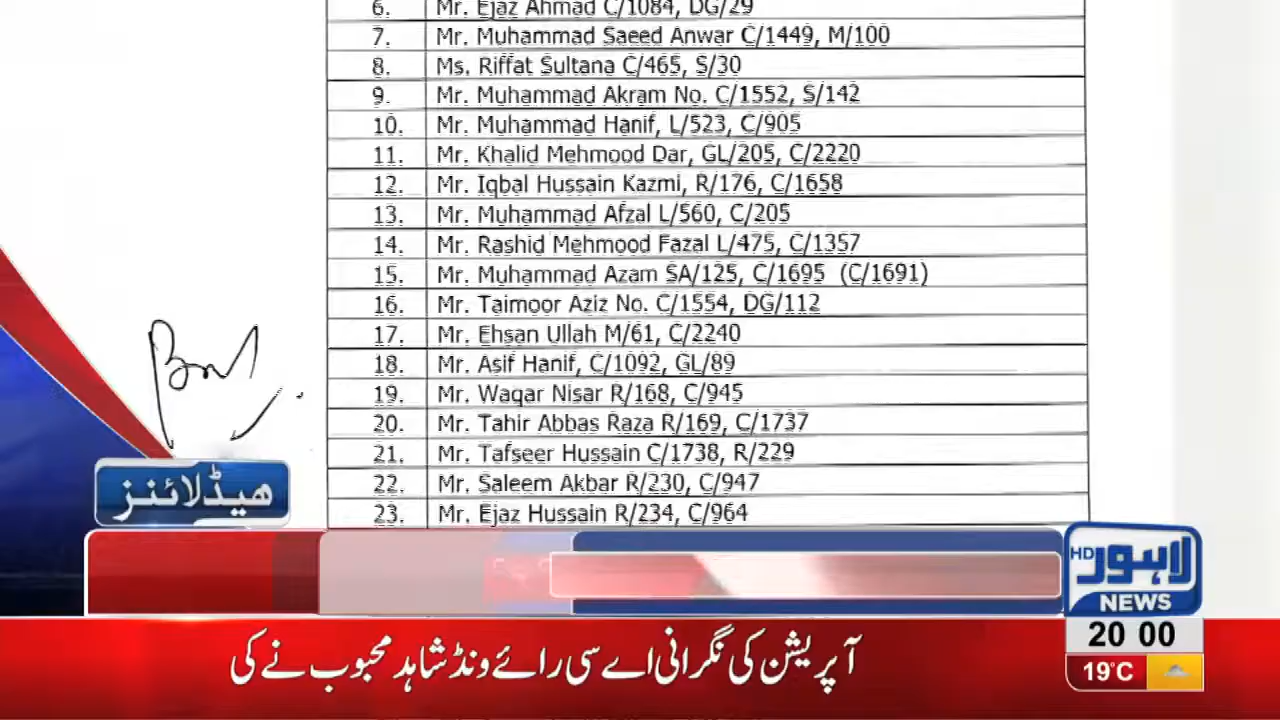 6. Mr. Ejaz Ahmad C/1084, DG/29
7. Mr. Muhammad Saeed Anwar C/1449, M/100
8. Ms. Riffat Sultana C/465, S/30
9. Mr. Muhammad Akram No. C/1552, S/142
10. Mr. Muhammad Hanif, L/523, C/905
11. Mr. Khalid Mehmood Dar, GL/205, C/2220
12. Mr. Iqbal Hussain Kazmi, R/176, C/1658
13. Mr. Muhammad Afzal L/560, C/205
14. Mr. Rashid Mehmood Fazal L/475, C/1357
15. Mr. Muhammad Azam SA/125, C/1695 (C/1691)
16. Mr. Taimoor Aziz No. C/1554, DG/112
17. Mr. Ehsan Ullah M/61, C/2240
18. Mr. Asif Hanif, C/1092, GL/89
19. Mr. Waqar Nisar R/168, C/945
20. Mr. Tahir Abbas Raza R/169, C/1737
21. Mr. Tafseer Hussain C/1738, R/229
22. Mr. Saleem Akbar R/230, C/947
23. Mr. Ejaz Hussain R/234, C/964
ہیڈلائنز
HD لاہور
NEWS
20 00
19°C
آپریشن کی نگرانی اے سی رائے ونڈ شاہد محبوب نے کی